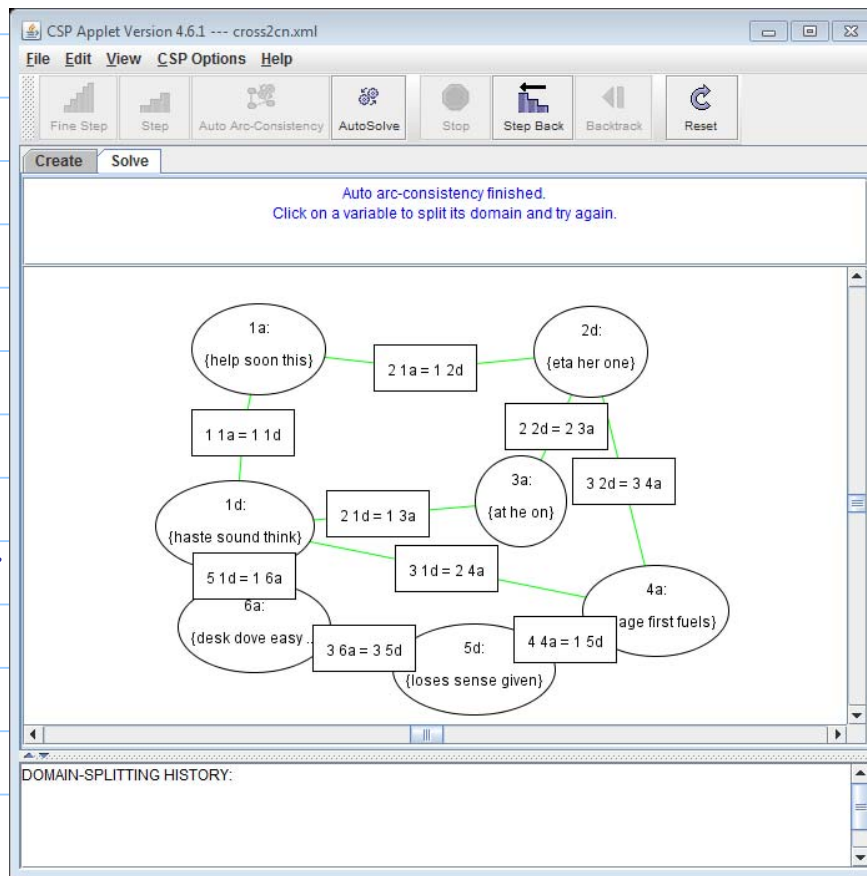 CSP Applet Version 4.6.1 --- cross2cn.xml
File Edit View CSP Options Help
Fine Step Step Auto Arc-Consistency AutoSolve Stop Step Back Backtrack Reset
Create Solve
Auto arc-consistency finished.
Click on a variable to split its domain and try again.
1a:
{help soon this}
2 1a = 1 2d
2d:
{eta her one}
1 1a = 1 1d
2 2d = 2 3a
3 2d = 3 4a
1d:
{haste sound think}
2 1d = 1 3a
3a:
{at he on}
5 1d = 1 6a
3 1d = 2 4a
6a:
{desk dove easy ..
3 6a = 3 5d
5d:
{loses sense given}
4 4a = 1 5d
4a:
age first fuels}
DOMAIN-SPLITTING HISTORY: